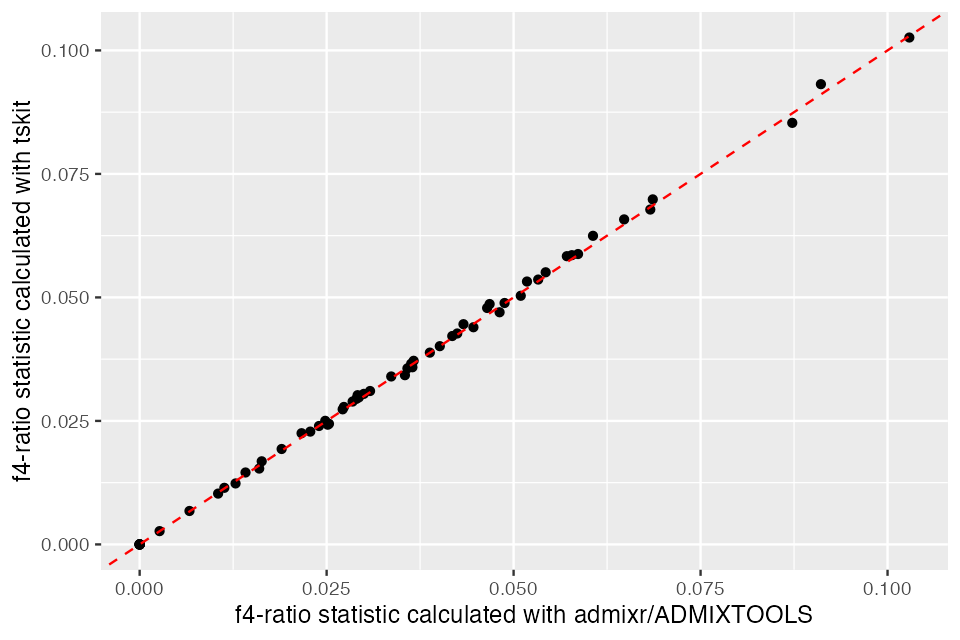 f4-ratio statistic calculated with tskit
0.100
0.075
0.050
0.025
0.000
0.000 0.025 0.050 0.075 0.100
f4-ratio statistic calculated with admixr/ADMIXTOOLS